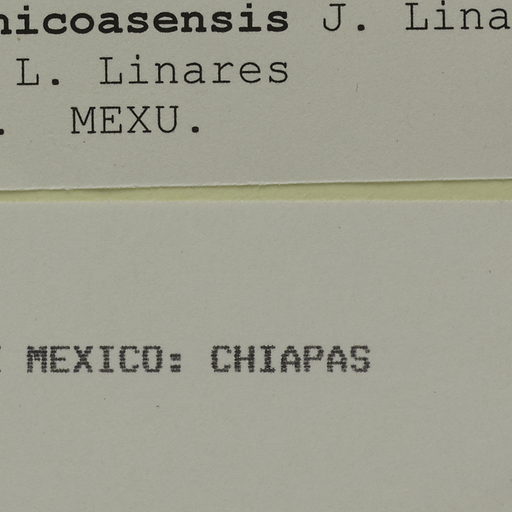 nicoasensis J. Lina
L. Linares
. MEXU.
MEXICO: CHIAPAS